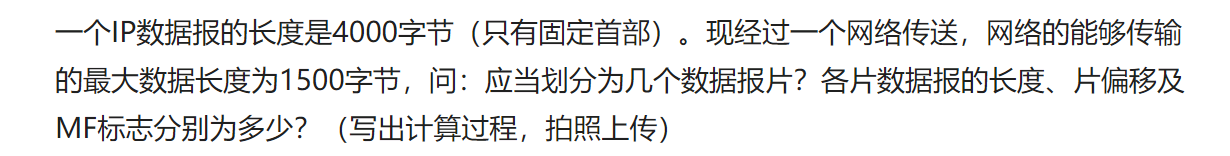 一个IP数据报的长度是4000字节（只有固定首部）。现经过一个网络传送，网络的能够传输
的最大数据长度为1500字节，问：应当划分为几个数据报片？各片数据报的长度、片偏移及
MF标志分别为多少？（写出计算过程，拍照上传）